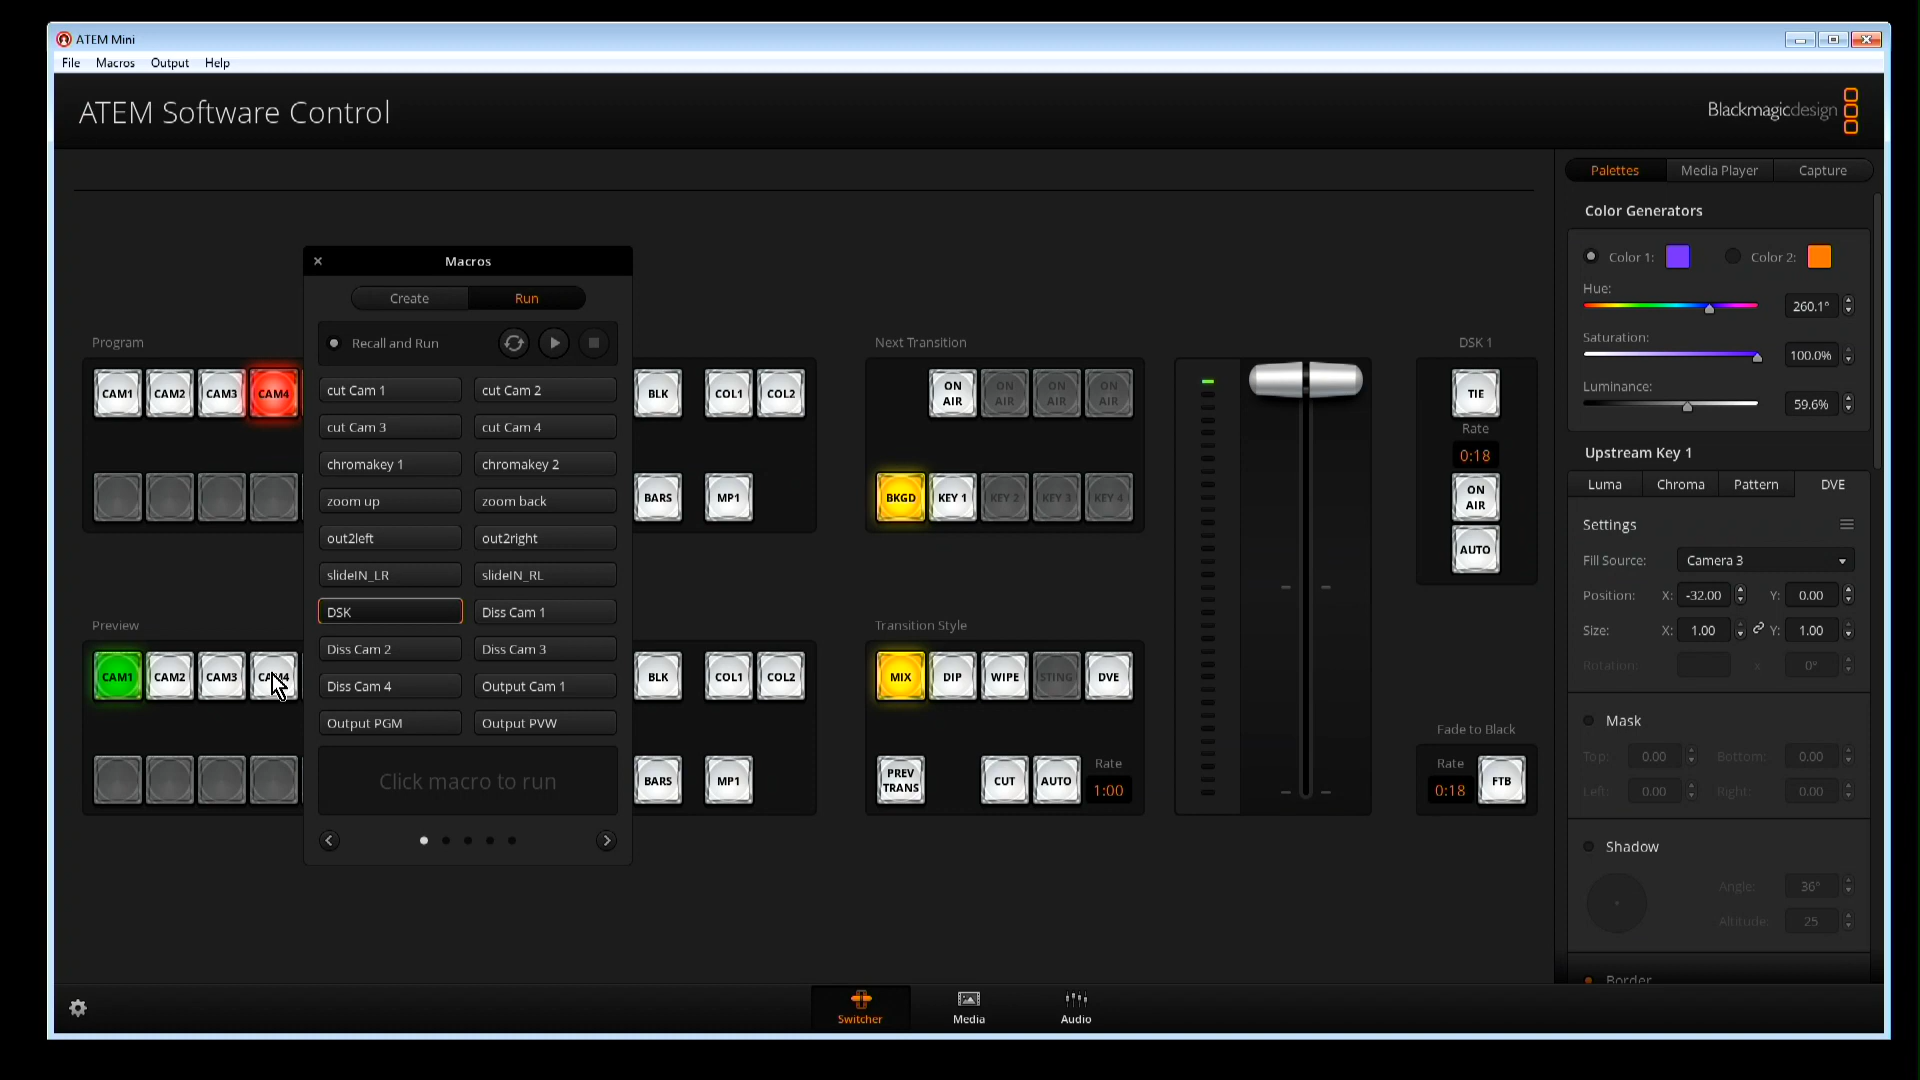 ATEM Mini
File Macros Output Help
ATEM Software Control
Blackmagicdesign
Palettes Media Player Capture
Color Generators
Color 1: Color 2:
Hue: 260.1°
Saturation: 100.0%
Luminance: 59.6%
Upstream Key 1
Luma Chroma Pattern DVE
Settings
Fill Source: Camera 3
Position: X: -32.00 Y: 0.00
Size: X: 1.00 Y: 1.00
Rotation: x 0°
Mask
Top: 0.00 Bottom: 0.00
Left: 0.00 Right: 0.00
Shadow
Angle: 36°
Altitude: 25
Border
Program
CAM1 CAM2 CAM3 CAM4
BLK COL1 COL2
BARS MP1
Preview
CAM1 CAM2 CAM3 CAM4
BLK COL1 COL2
BARS MP1
Macros
Create Run
Recall and Run
cut Cam 1 cut Cam 2
cut Cam 3 cut Cam 4
chromakey 1 chromakey 2
zoom up zoom back
out2left out2right
slideIN_LR slideIN_RL
DSK Diss Cam 1
Diss Cam 2 Diss Cam 3
Diss Cam 4 Output Cam 1
Output PGM Output PVW
Click macro to run
Next Transition
ON AIR ON AIR ON AIR ON AIR
BKGD KEY 1 KEY 2 KEY 3 KEY 4
Transition Style
MIX DIP WIPE STING DVE
PREV TRANS CUT AUTO
Rate
1:00
DSK 1
TIE
Rate
0:18
ON AIR
AUTO
Fade to Black
Rate
0:18 FTB
Switcher Media Audio